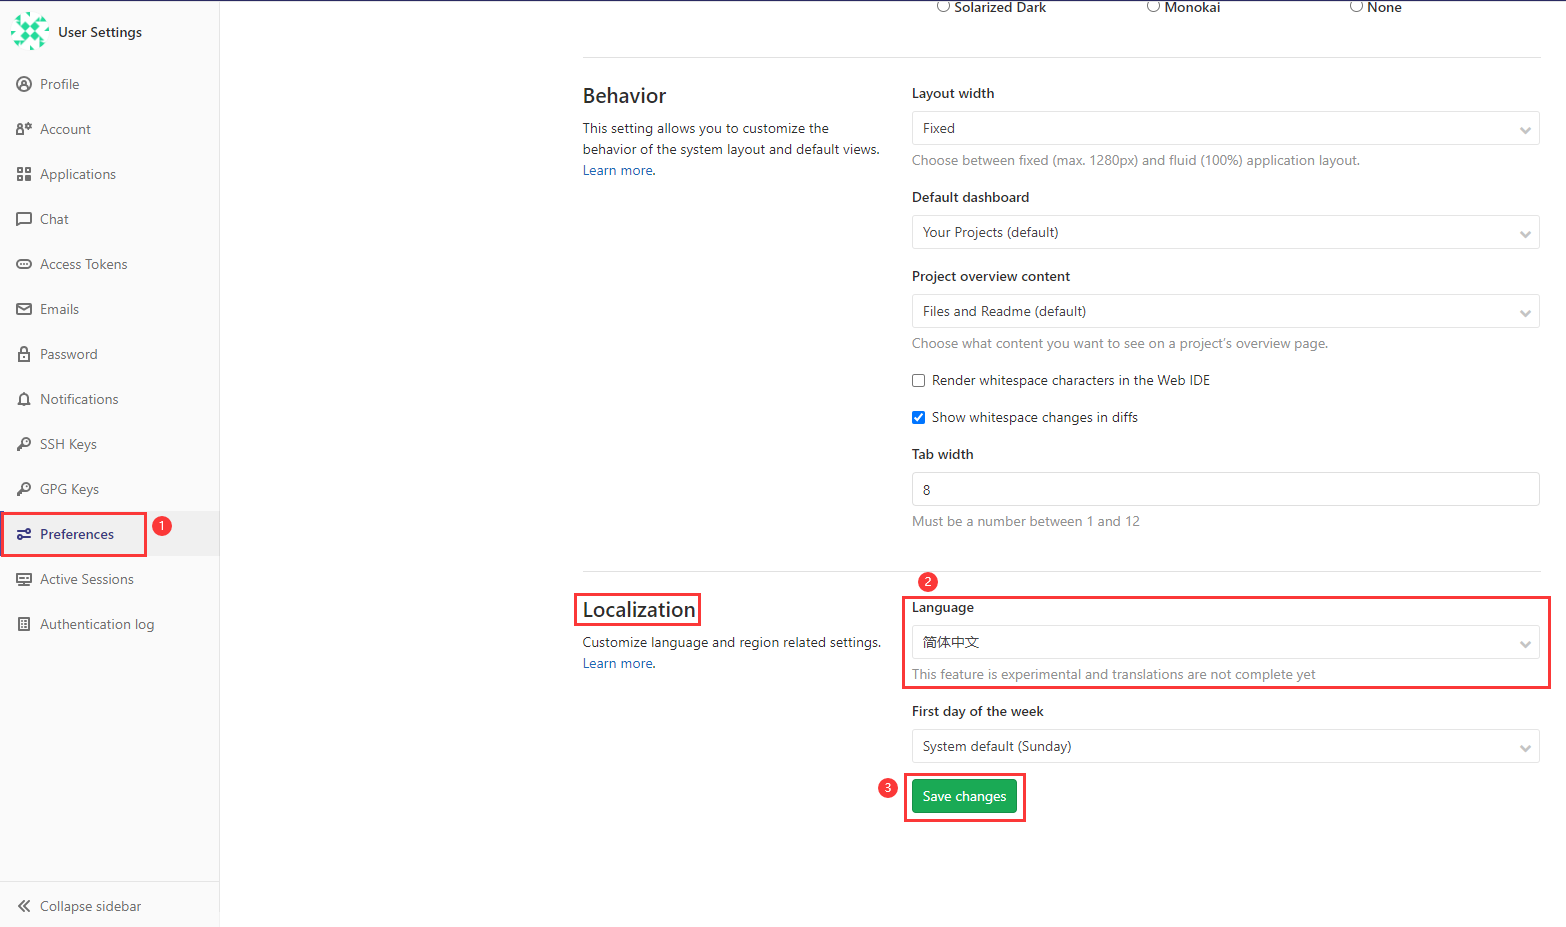 User Settings
Profile
Account
Applications
Chat
Access Tokens
Emails
Password
Notifications
SSH Keys
GPG Keys
Preferences
1
Active Sessions
Authentication log
Collapse sidebar
Solarized Dark
Monokai
None
Behavior
This setting allows you to customize the
behavior of the system layout and default views.
Learn more.
Layout width
Fixed
Choose between fixed (max. 1280px) and fluid (100%) application layout.
Default dashboard
Your Projects (default)
Project overview content
Files and Readme (default)
Choose what content you want to see on a project's overview page.
Render whitespace characters in the Web IDE
Show whitespace changes in diffs
Tab width
8
Must be a number between 1 and 12
Localization
Customize language and region related settings.
Learn more.
2
Language
简体中文
This feature is experimental and translations are not complete yet
First day of the week
System default (Sunday)
3
Save changes